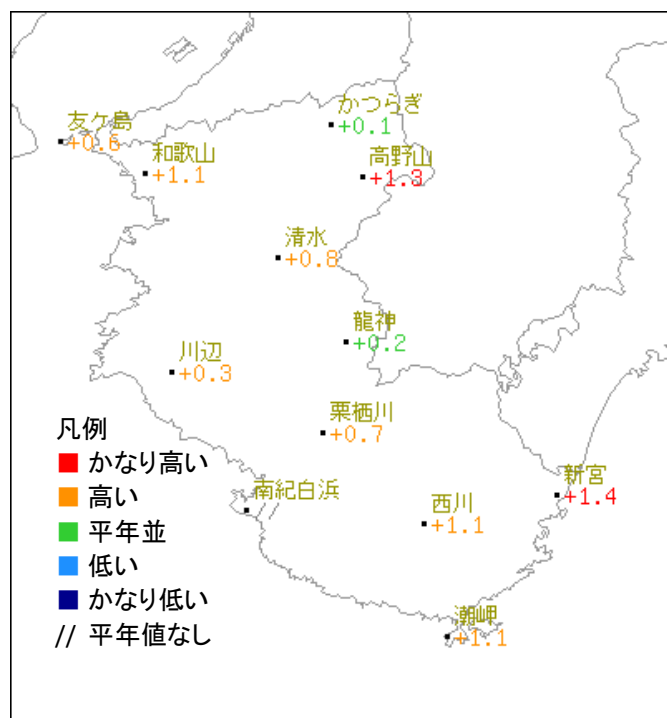 かつらぎ
+0.1
友ケ島
+0.6
和歌山
+1.1
高野山
+1.3
清水
+0.8
龍神
+0.2
川辺
+0.3
栗栖川
+0.7
新宮
+1.4
南紀白浜
//
西川
+1.1
潮岬
+1.1
凡例
かなり高い
高い
平年並
低い
かなり低い
// 平年値なし